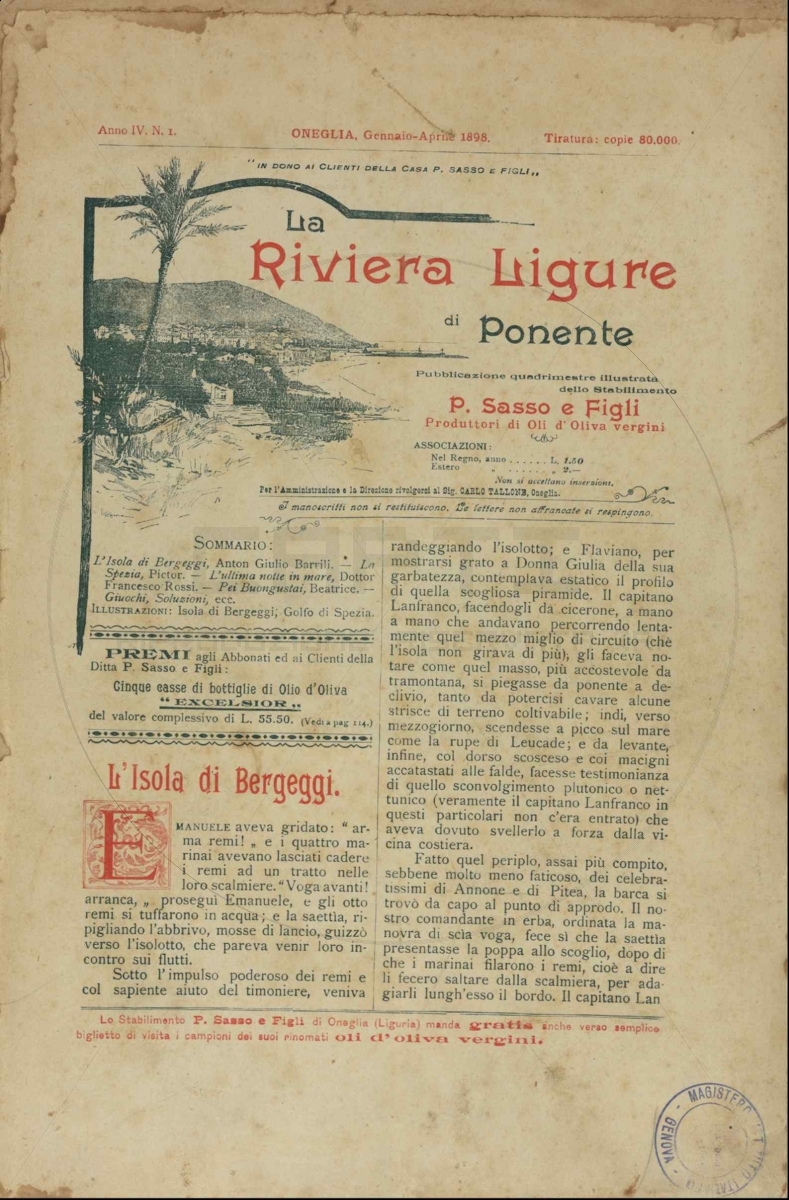 Anno IV. N. 1.
ONEGLIA, Gennaio-Aprile 1898.
Tiratura: copie 80.000.
"IN DONO AI CLIENTI DELLA CASA P. SASSO E FIGLI„
La
Riviera Ligure
di Ponente
Pubblicazione quadrimestre illustrata
dello Stabilimento
P. Sasso e Figli
Produttori di Oli d'Oliva vergini
ASSOCIAZIONI:
Nel Regno, anno . . . . . . L. 1.50
Estero „ . . . . . . . „ 2.—
Non si accettano inserzioni.
Per l'Amministrazione e la Direzione rivolgersi al Sig. CARLO TALLONE, Oneglia.
I manoscritti non si restituiscono. Le lettere non affrancate si respingono.
SOMMARIO:
L'Isola di Bergeggi, Anton Giulio Barrili. — La
Spezia, Pictor. — L'ultima notte in mare, Dottor
Francesco Rossi. — Pei Buongustai, Beatrice. —
Giuochi, Soluzioni, ecc.
ILLUSTRAZIONI: Isola di Bergeggi, Golfo di Spezia.
PREMI agli Abbonati ed ai Clienti della
Ditta P. Sasso e Figli:
Cinque casse di bottiglie di Olio d'Oliva
"EXCELSIOR„
del valore complessivo di L. 55.50. (Vedi a pag 114.)
L'Isola di Bergeggi.
EMANUELE aveva gridato: " ar-
ma remi! „ e i quattro ma-
rinai avevano lasciati cadere
i remi ad un tratto nelle
loro scalmiere. "Voga avanti!
arranca, „ proseguì Emanuele, e gli otto
remi si tuffarono in acqua; e la saettìa, ri-
pigliando l'abbrivo, mosse di lancio, guizzò
verso l'isolotto, che pareva venir loro in-
contro sui flutti.
Sotto l'impulso poderoso dei remi e
col sapiente aiuto del timoniere, veniva
randeggiando l'isolotto; e Flaviano, per
mostrarsi grato a Donna Giulia della sua
garbatezza, contemplava estatico il profilo
di quella scogliosa piramide. Il capitano
Lanfranco, facendogli da cicerone, a mano
a mano che andavano percorrendo lenta-
mente quel mezzo miglio di circuito (chè
l'isola non girava di più); gli faceva no-
tare come quel masso, più accostevole da
tramontana, si piegasse da ponente a de-
clivio, tanto da potercisi cavare alcune
strisce di terreno coltivabile; indi, verso
mezzogiorno, scendesse a picco sul mare
come la rupe di Leucade; e da levante,
infine, col dorso scosceso e coi macigni
accatastati alle falde, facesse testimonianza
di quello sconvolgimento plutonico o net-
tunico (veramente il capitano Lanfranco in
questi particolari non c'era entrato) che
aveva dovuto svellerlo a forza dalla vi-
cina costiera.
Fatto quel periplo, assai più compito,
sebbene molto meno faticoso, dei celebra-
tissimi di Annone e di Pitea, la barca si
trovò da capo al punto di approdo. Il no-
stro comandante in erba, ordinata la ma-
novra di scìa voga, fece sì che la saettìa
presentasse la poppa allo scoglio, dopo di
che i marinai filarono i remi, cioè a dire
li fecero saltare dalla scalmiera, per ada-
giarli lungh'esso il bordo. Il capitano Lan
Lo Stabilimento P. Sasso e Figli di Oneglia (Liguria) manda gratis anche verso semplice
biglietto di visita i campioni dei suoi rinomati oli d'oliva vergini.
MAGISTERO
GENOVA